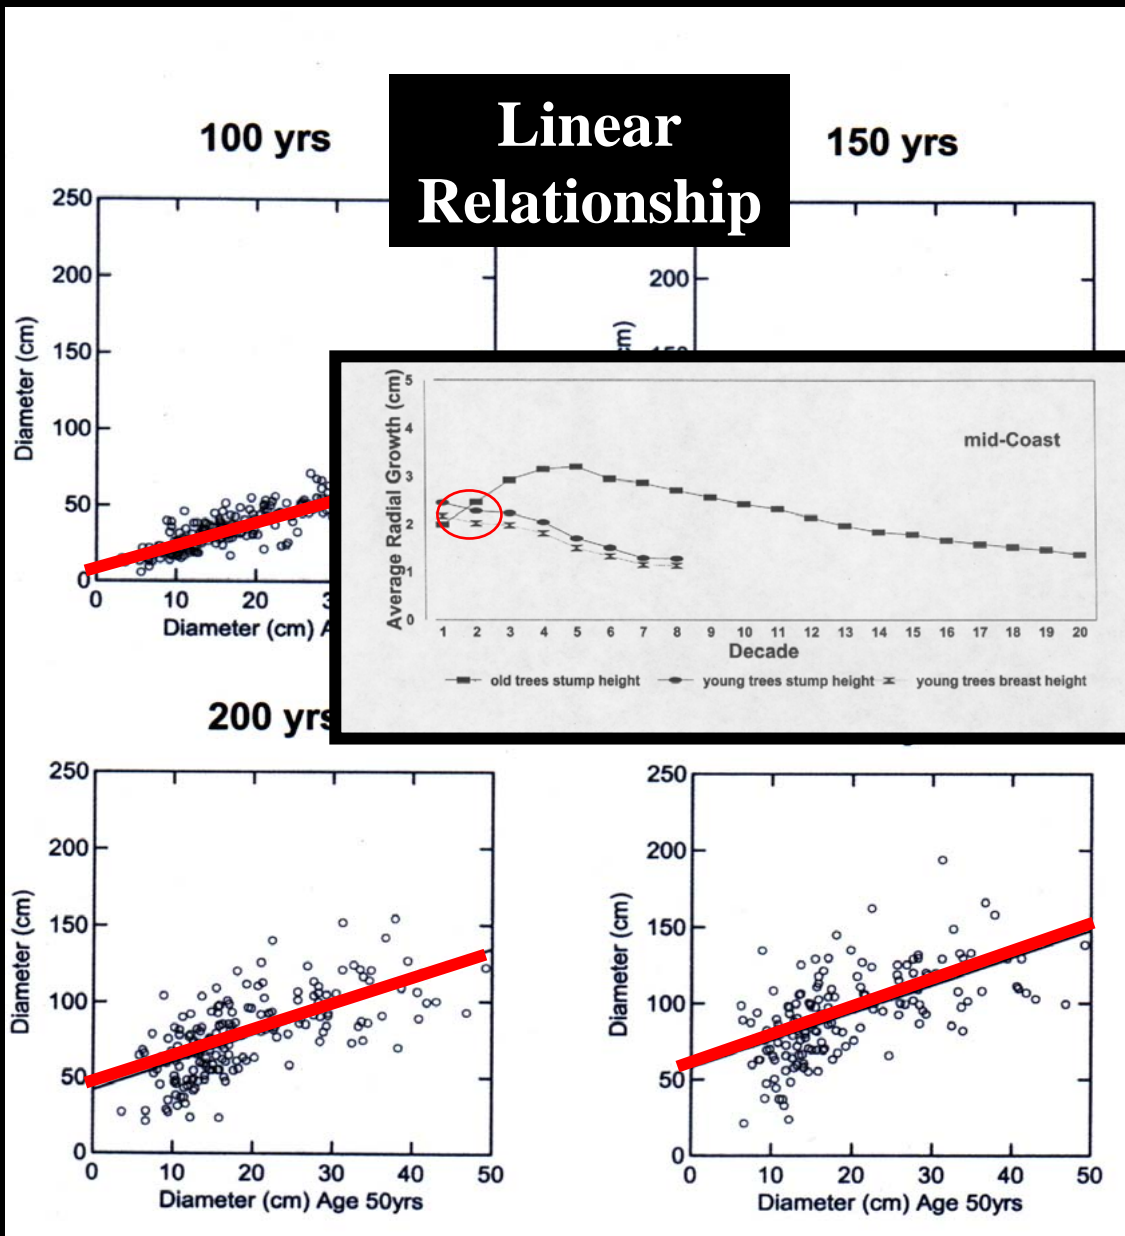 Linear
Relationship
100 yrs
150 yrs
250
200
150
100
50
0
Diameter (cm)
0 10 20
Diameter (cm)
200
cm)
5
4
3
2
1
0
Average Radial Growth (cm)
mid-Coast
1 2 3 4 5 6 7 8 9 10 11 12 13 14 15 16 17 18 19 20
Decade
old trees stump height young trees stump height young trees breast height
200 yrs
250
200
150
100
50
0
Diameter (cm)
0 10 20 30 40 50
Diameter (cm) Age 50yrs
250
200
150
100
50
0
Diameter (cm)
0 10 20 30 40 50
Diameter (cm) Age 50yrs